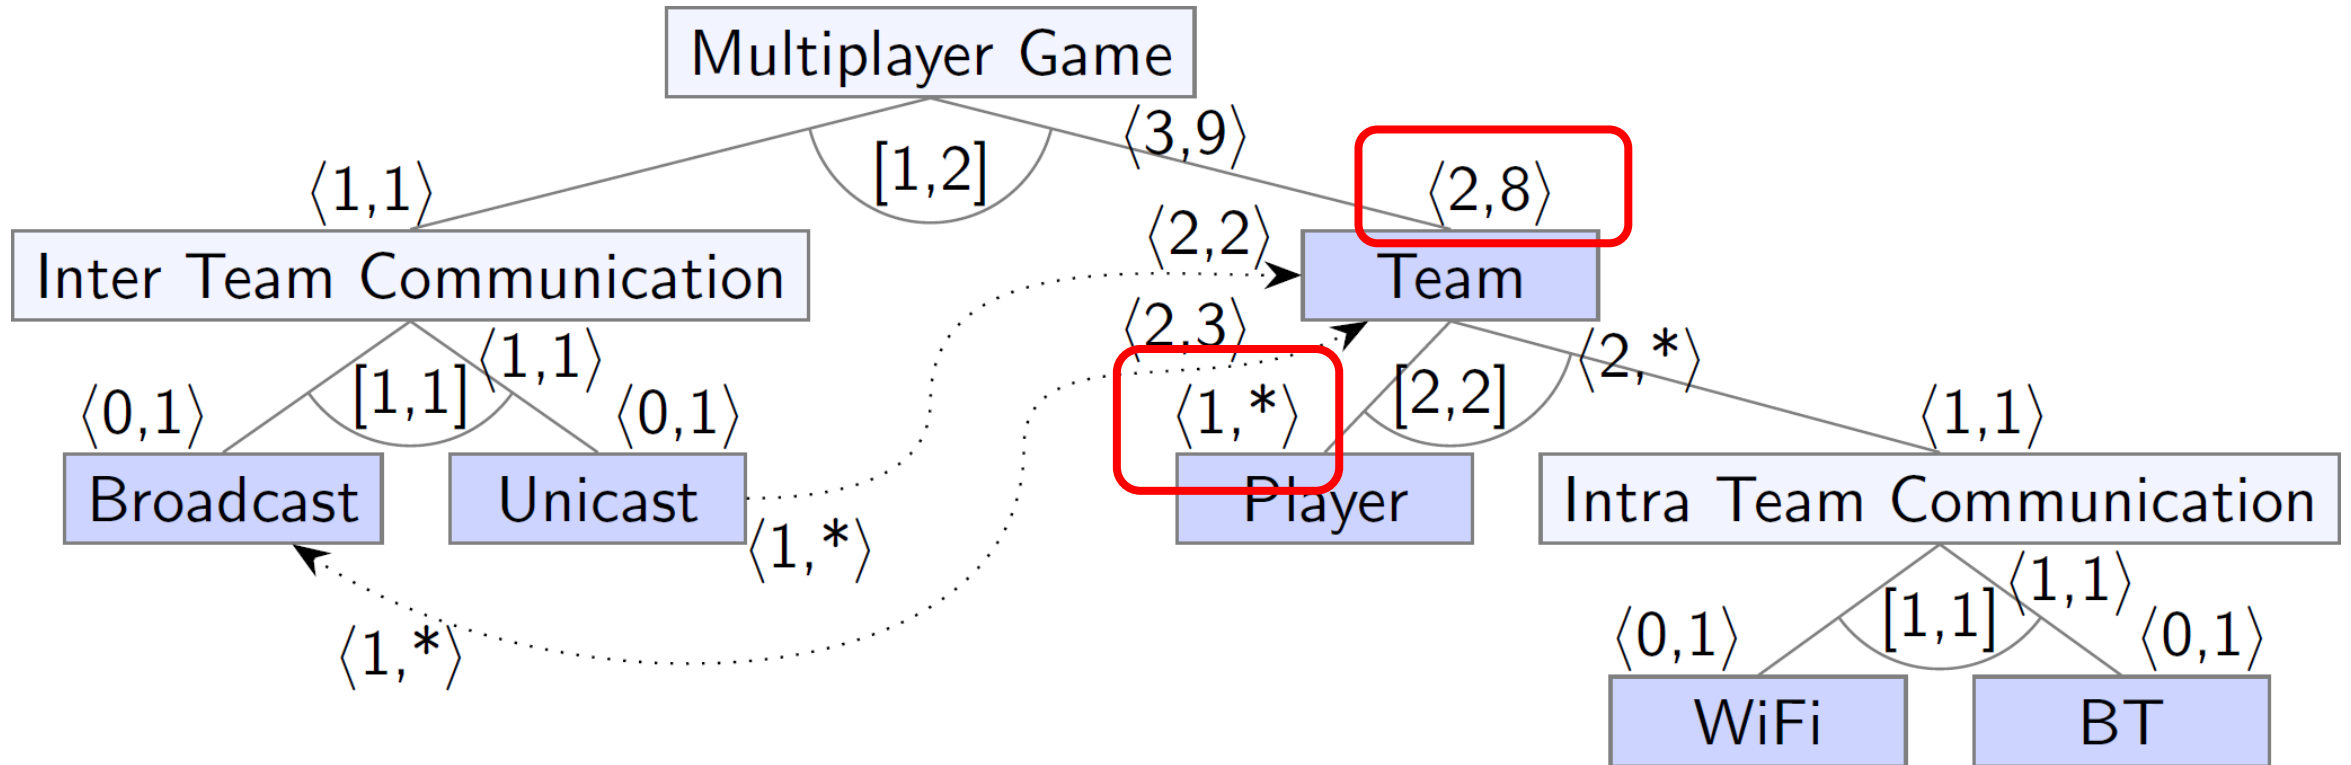 Multiplayer Game
⟨3,9⟩
[1,2]
⟨1,1⟩
⟨2,8⟩
⟨2,2⟩
Inter Team Communication
Team
⟨2,3⟩
⟨1,1⟩
⟨2,*⟩
[1,1]
[2,2]
⟨0,1⟩
⟨0,1⟩
⟨1,*⟩
⟨1,1⟩
Broadcast
Unicast
Player
Intra Team Communication
⟨1,*⟩
⟨1,1⟩
[1,1]
⟨1,*⟩
⟨0,1⟩
⟨0,1⟩
WiFi
BT